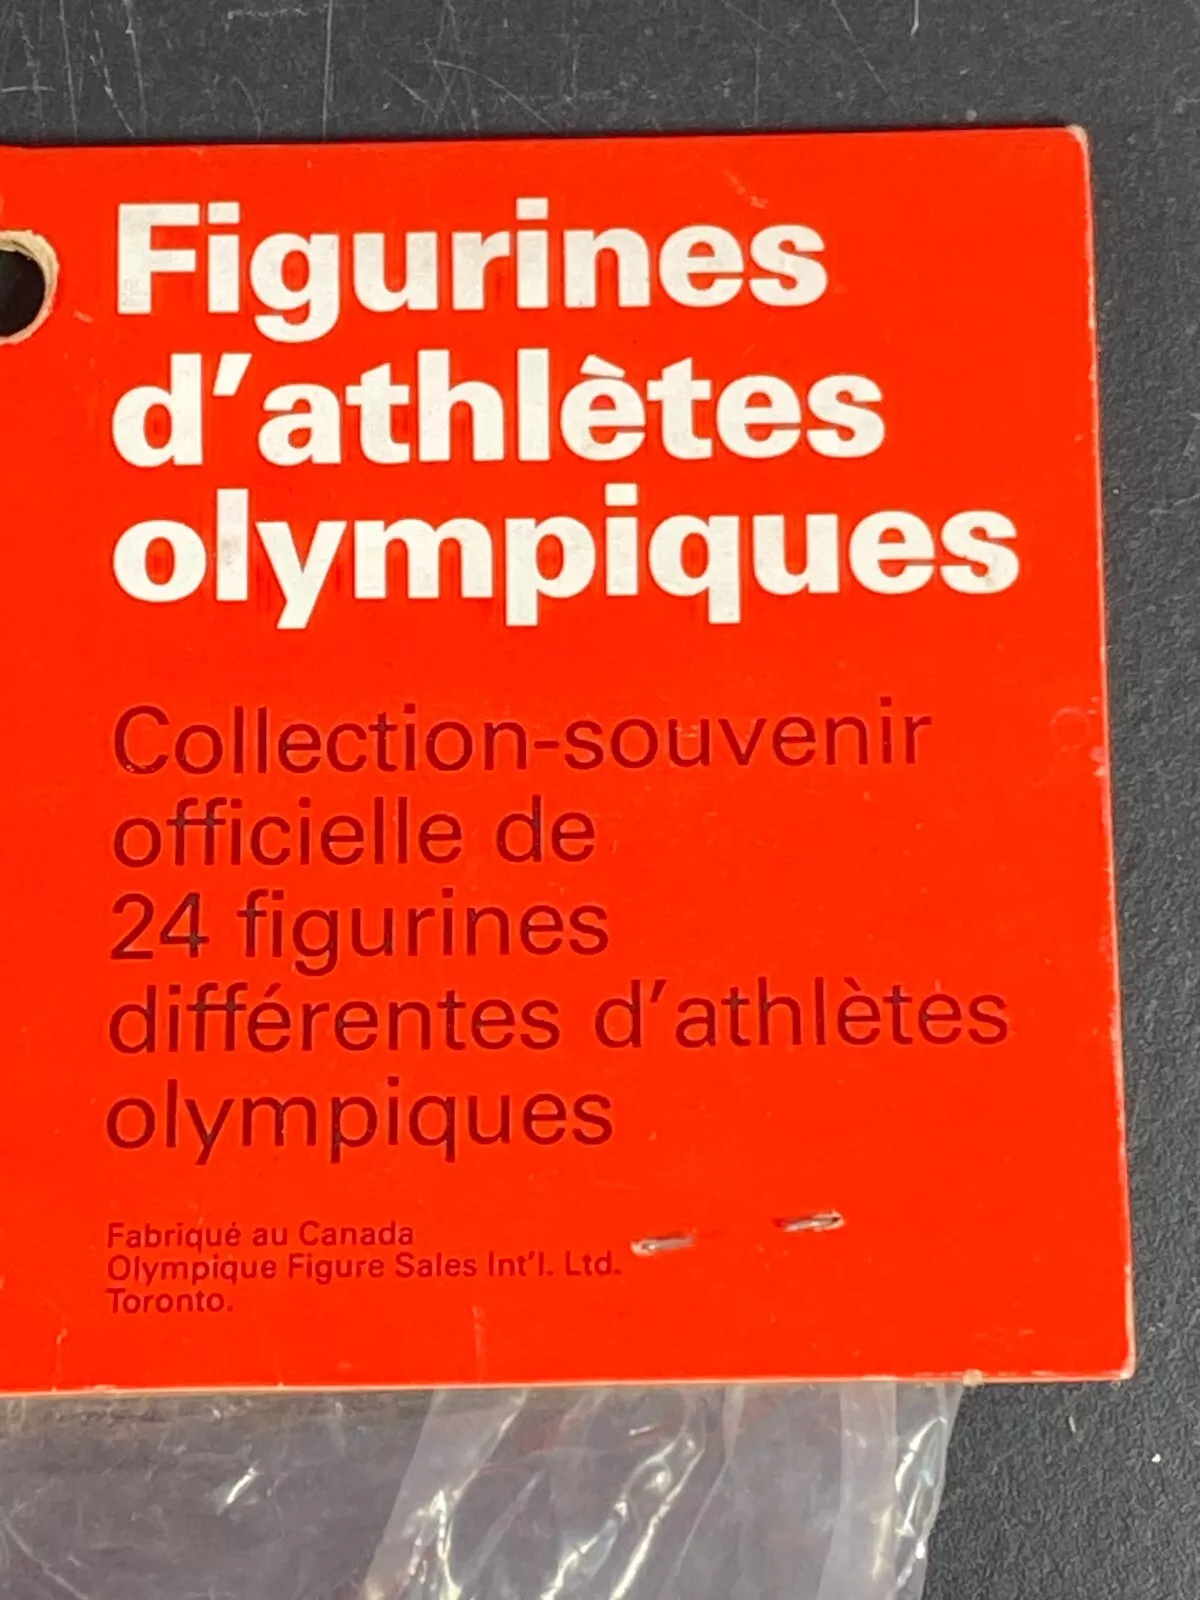 Figurines
d'athlètes
olympiques
Collection-souvenir
officielle de
24 figurines
différentes d'athlètes
olympiques
Fabriqué au Canada
Olympique Figure Sales Int'l. Ltd.
Toronto.